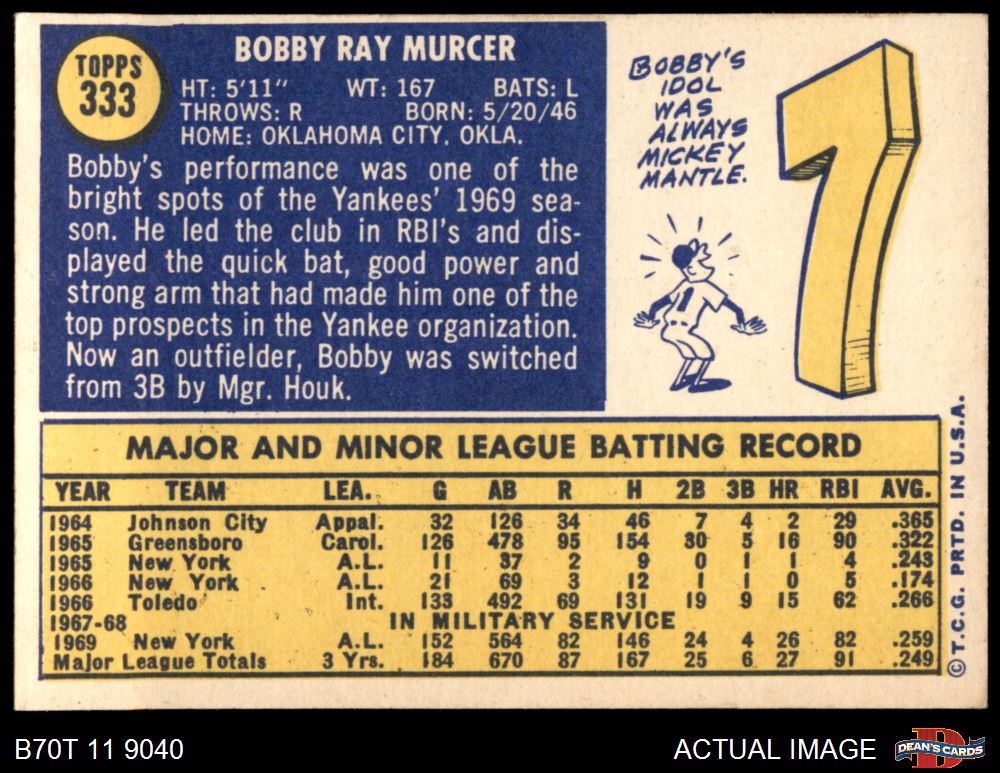 TOPPS
333
BOBBY RAY MURCER
HT: 5'11" WT: 167 BATS: L
THROWS: R BORN: 5/20/46
HOME: OKLAHOMA CITY, OKLA.
Bobby's performance was one of the
bright spots of the Yankees' 1969 sea-
son. He led the club in RBI's and dis-
played the quick bat, good power and
strong arm that had made him one of the
top prospects in the Yankee organization.
Now an outfielder, Bobby was switched
from 3B by Mgr. Houk.
BOBBY'S
IDOL
WAS
ALWAYS
MICKEY
MANTLE.
7
1
MAJOR AND MINOR LEAGUE BATTING RECORD
YEAR TEAM LEA. G AB R H 2B 3B HR RBI AVG.
1964 Johnson City Appal. 32 126 34 46 7 4 2 29 .365
1965 Greensboro Carol. 126 478 95 154 30 5 16 90 .322
1965 New York A.L. 11 37 2 9 0 1 1 4 .243
1966 New York A.L. 21 69 3 12 1 1 0 5 .174
1966 Toledo Int. 133 492 69 131 19 9 15 62 .266
1967-68 IN MILITARY SERVICE
1969 New York A.L. 152 564 82 146 24 4 26 82 .259
Major League Totals 3 Yrs. 184 670 87 167 25 6 27 91 .249
© T.C.G. PRTD. IN U.S.A.
B70T 11 9040 ACTUAL IMAGE
D
DEAN'S CARDS